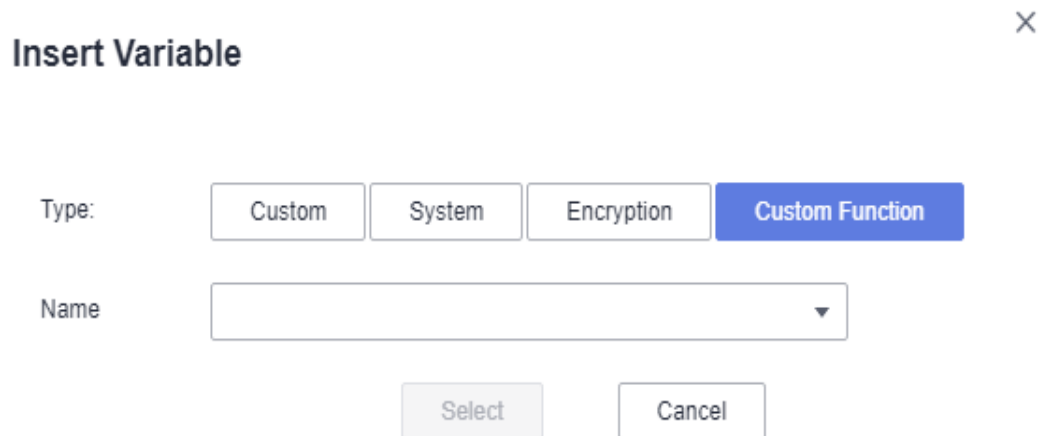 Insert Variable
Type: Custom System Encryption Custom Function
Name
Select Cancel